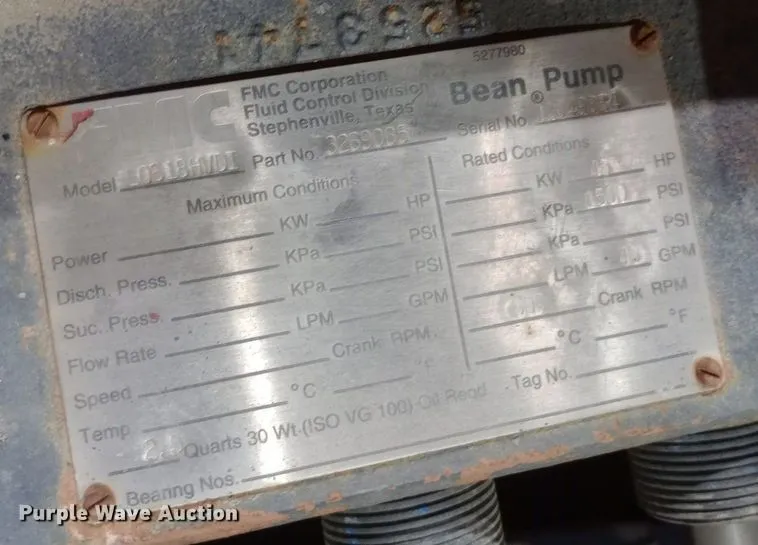 5277980
FMC
FMC Corporation
Fluid Control Division
Stephenville, Texas
Bean ® Pump
Model
Part No. 3269085
Serial No.
Maximum Conditions
Rated Conditions
Power KW HP KW HP
Disch. Press. KPa PSI KPa PSI
Suc. Press. KPa PSI KPa PSI
Flow Rate LPM GPM LPM GPM
Speed Crank RPM Crank RPM
Temp °C °F °C °F
Quarts 30 Wt (ISO VG 100) Oil Reqd
Tag No.
Bearing Nos.
Purple Wave Auction